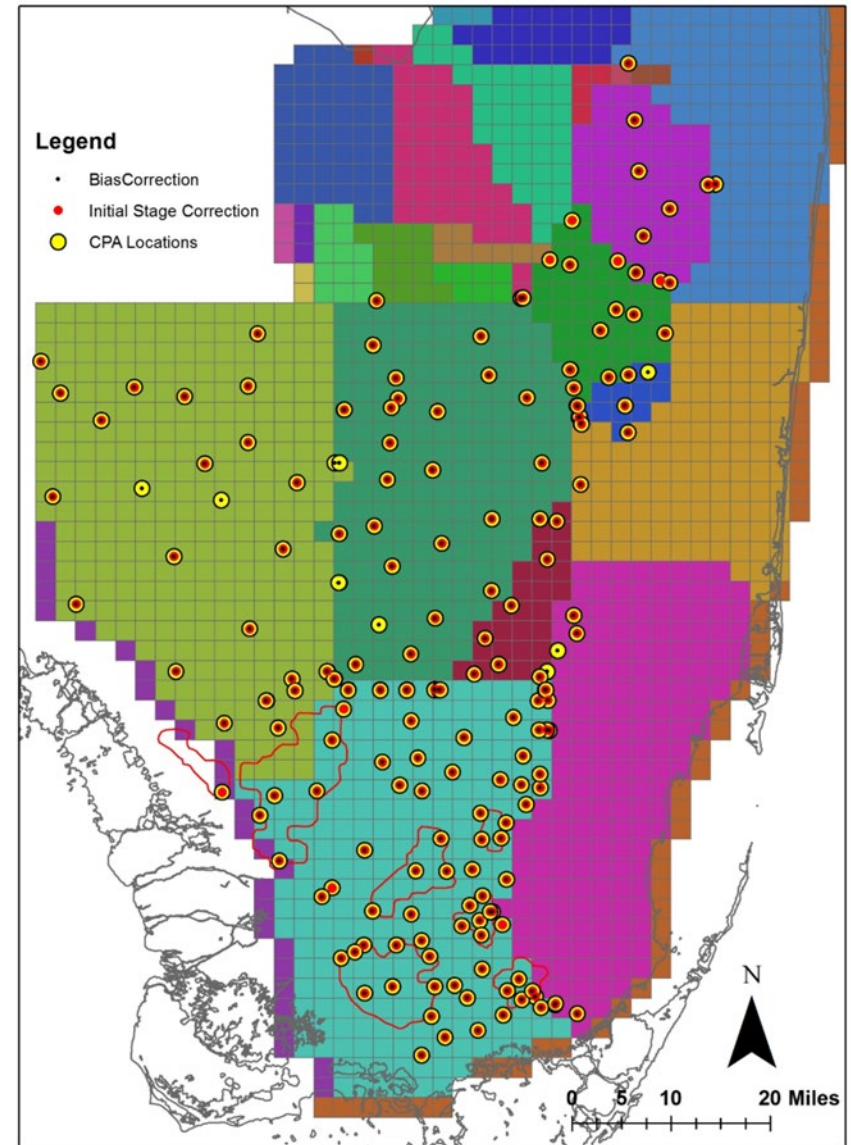 Legend
BiasCorrection
Initial Stage Correction
CPA Locations
N
0 5 10 20 Miles